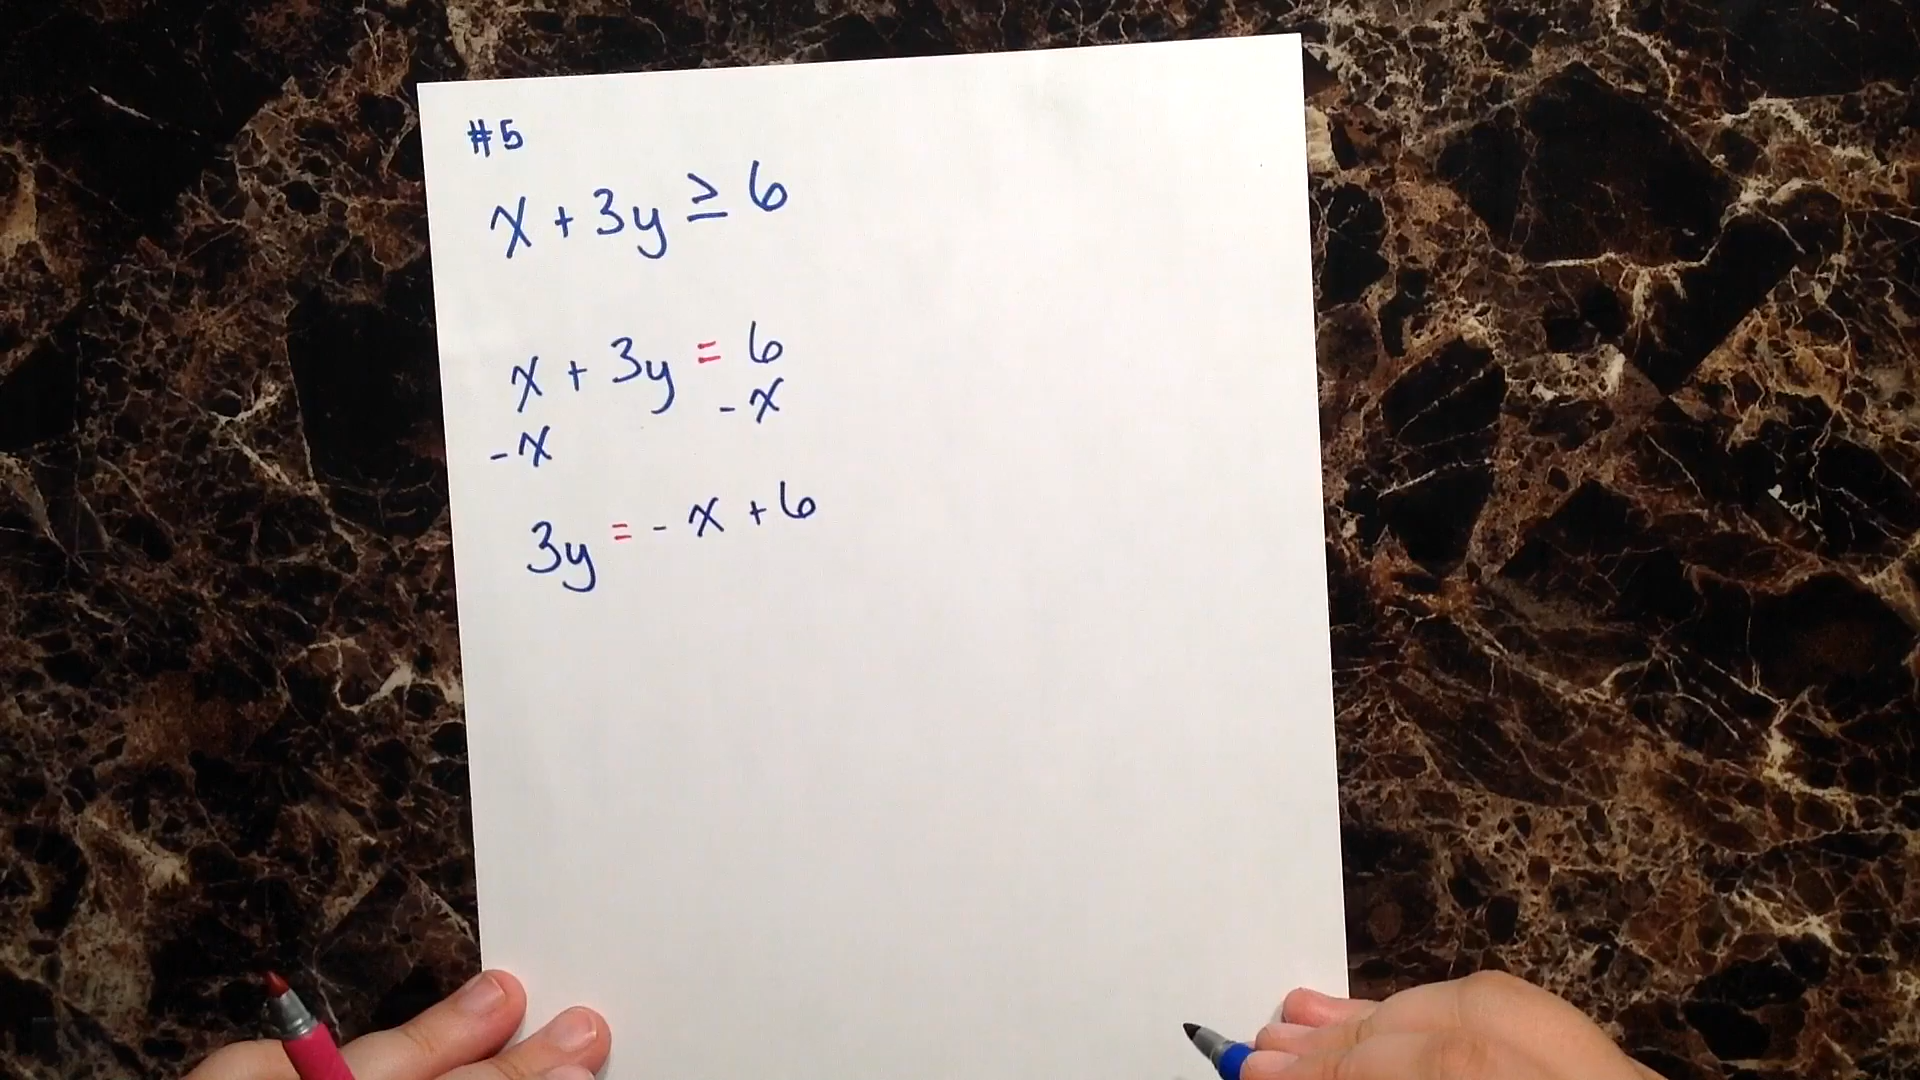 #5
x + 3y ≥ 6
x + 3y = 6
-x - x
3y = - x + 6